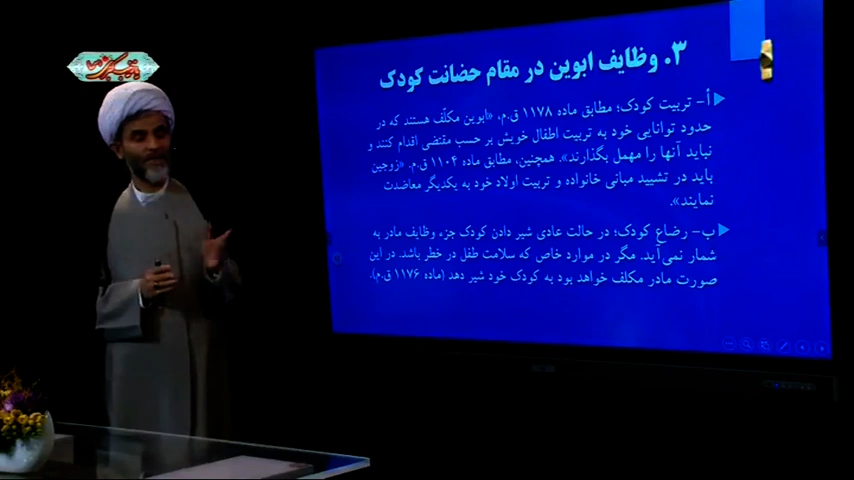 ۳. وظایف ابوین در مقام حضانت کودک
أ- تربیت کودک؛ مطابق ماده ۱۱۷۸ ق.م، «ابوین مکلّف هستند که در
حدود توانایی خود به تربیت اطفال خویش بر حسب مقتضی اقدام کنند و
نباید آنها را مهمل بگذارند». همچنین، مطابق ماده ۱۱۰۴ ق.م. «زوجین
باید در تشیید مبانی خانواده و تربیت اولاد خود به یکدیگر معاضدت
نمایند».
ب- رضاع کودک؛ در حالت عادی شیر دادن کودک جزء وظایف مادر به
شمار نمی‌آید. مگر در موارد خاص که سلامت طفل در خطر باشد. در این
صورت مادر مکلف خواهد بود به کودک خود شیر دهد (ماده ۱۱۷۶ ق.م).